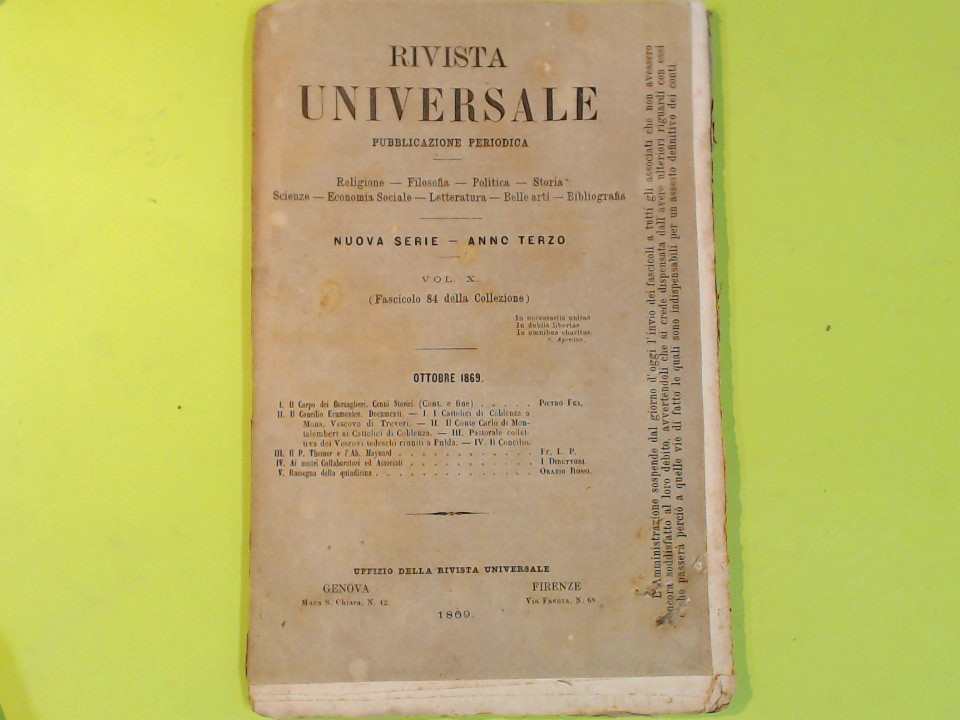 RIVISTA
UNIVERSALE
PUBBLICAZIONE PERIODICA
Religione — Filosofia — Politica — Storia
Scienze — Economia Sociale — Letteratura — Belle arti — Bibliografia
NUOVA SERIE — ANNO TERZO
VOL. X.
(Fascicolo 84 della Collezione)
In necessariis unitas
In dubiis libertas
In omnibus charitas.
S. Agostino.
OTTOBRE 1869.
I. Il Corpo dei Bersaglieri. Cenni Storici (Cont. e fine) . . . . . Pietro Fea.
II. Il Concilio Ecumenico. Documenti. — I. I Cattolici di Coblenza a
Mons. Vescovo di Treveri. — II. Il Conte Carlo di Mon-
talembert ai Cattolici di Coblenza. — III. Pastorale collet-
tiva dei Vescovi tedeschi riuniti a Fulda. — IV. Il Concilio.
III. Il P. Theiner e l'Ab. Maynard . . . . . . . . . . . Fr. L. P.
IV. Ai nostri Collaboratori ed Associati . . . . . . . . . . I Direttori.
V. Rassegna della quindicina . . . . . . . . . . . . . Orazio Rossi.
UFFIZIO DELLA RIVISTA UNIVERSALE
GENOVA FIRENZE
Mura S. Chiara, N. 42. Via Faenza, N. 68
1869.
L'Amministrazione sospende dal giorno d'oggi l'invio dei fascicoli a tutti gli associati che non avessero
ancora soddisfatto al loro debito, avvertendoli che si crede dispensata dall'avere ulteriori riguardi con essi
e che passerà perciò a quelle vie di fatto le quali sono indispensabili per un assesto definitivo dei conti.